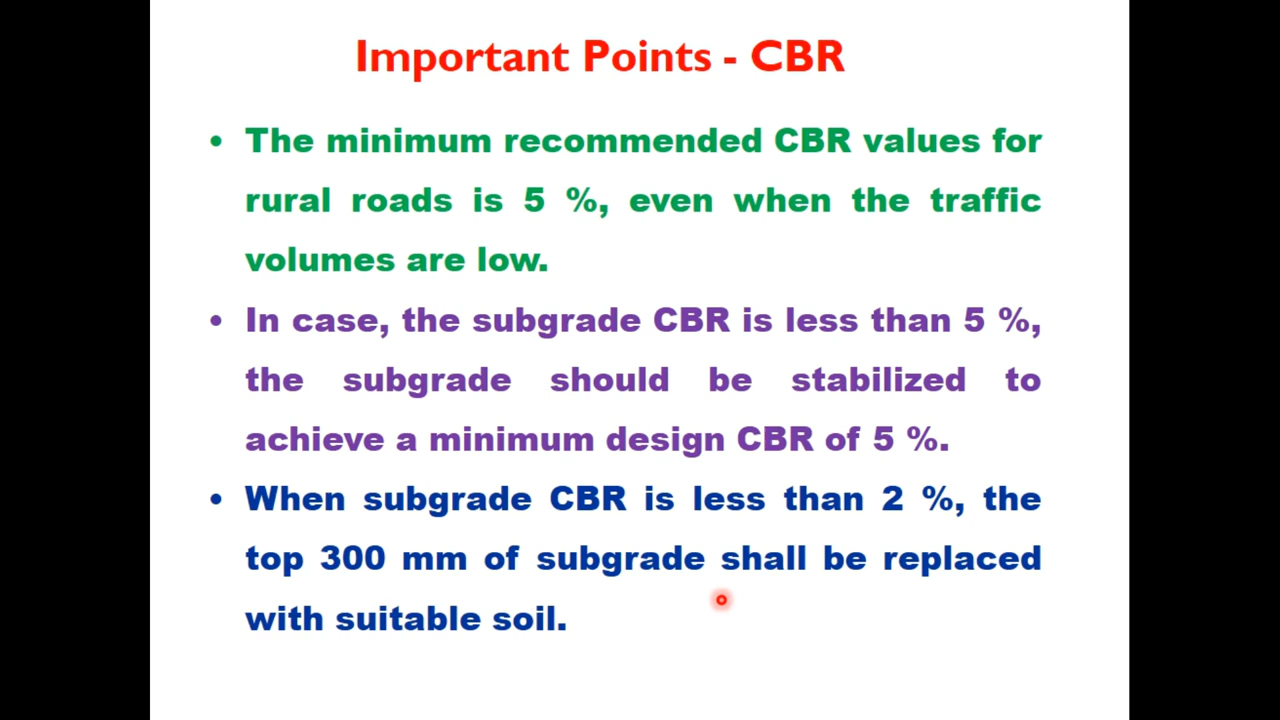 Important Points - CBR
• The minimum recommended CBR values for
rural roads is 5 %, even when the traffic
volumes are low.
• In case, the subgrade CBR is less than 5 %,
the subgrade should be stabilized to
achieve a minimum design CBR of 5 %.
• When subgrade CBR is less than 2 %, the
top 300 mm of subgrade shall be replaced
with suitable soil.